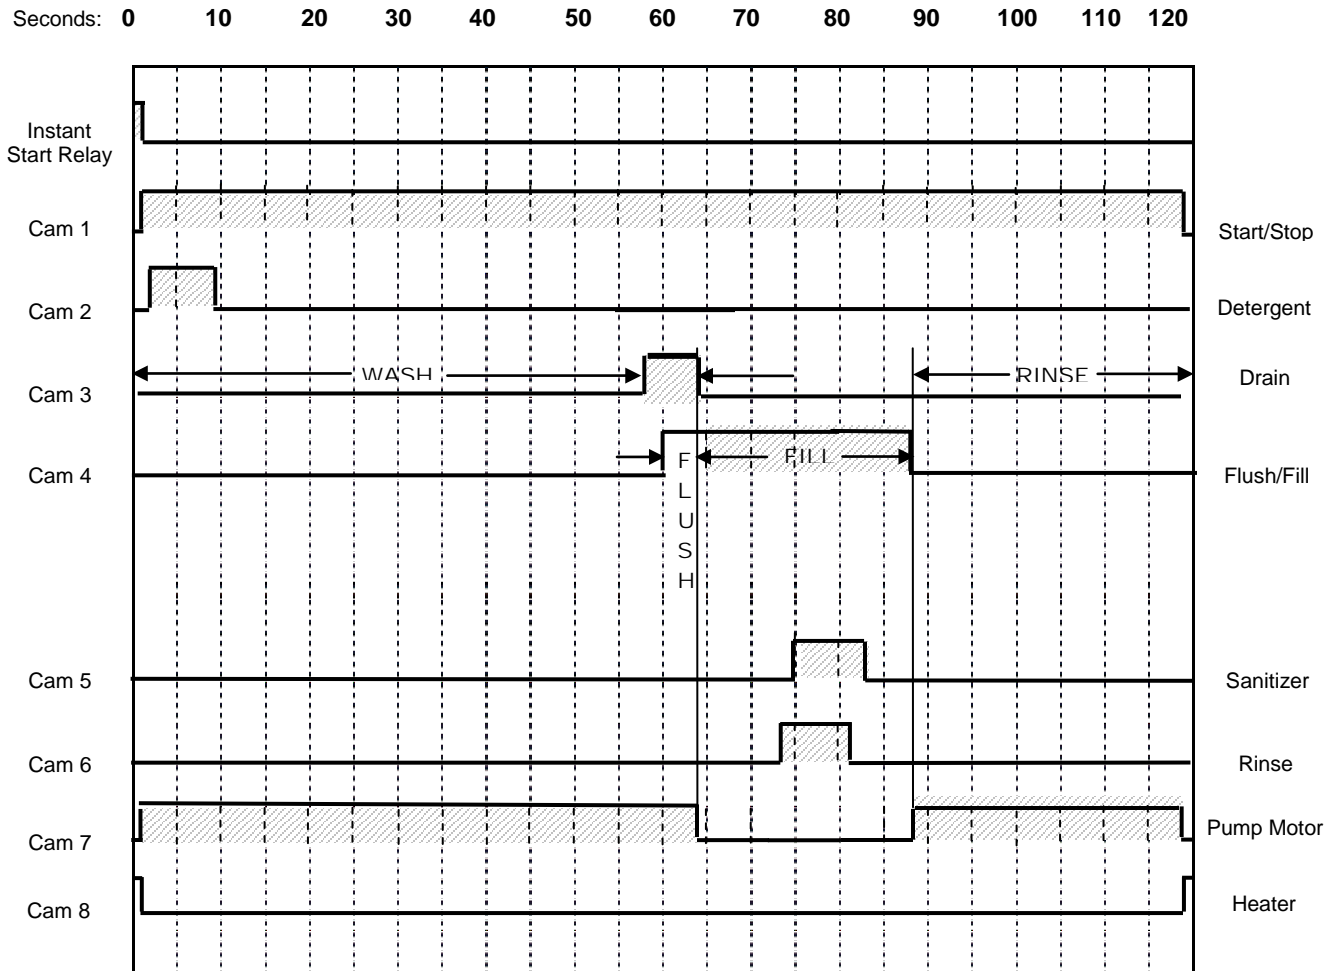 Seconds: 0 10 20 30 40 50 60 70 80 90 100 110 120
Instant
Start Relay
Cam 1
Start/Stop
Cam 2
Detergent
WASH
RINSE
Cam 3
Drain
FILL
Cam 4
Flush/Fill
F
L
U
S
H
Cam 5
Sanitizer
Cam 6
Rinse
Cam 7
Pump Motor
Cam 8
Heater